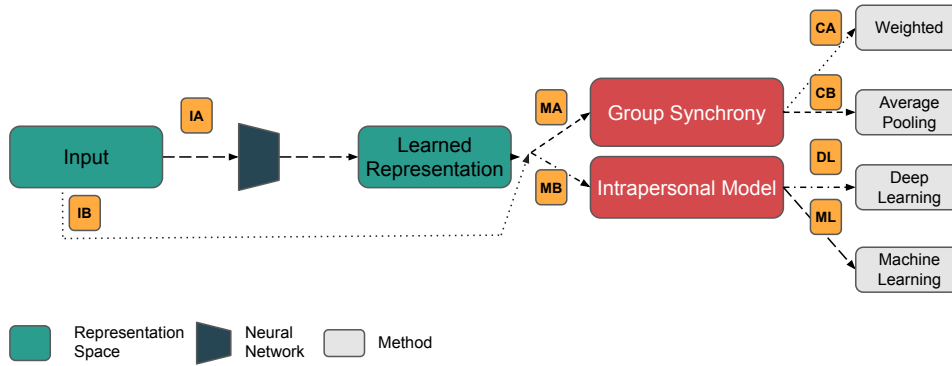 CA
Weighted
IA
MA
Group Synchrony
CB
Average
Pooling
Input
Learned
Representation
DL
IB
MB
Intrapersonal Model
Deep
Learning
ML
Machine
Learning
Representation
Space
Neural
Network
Method